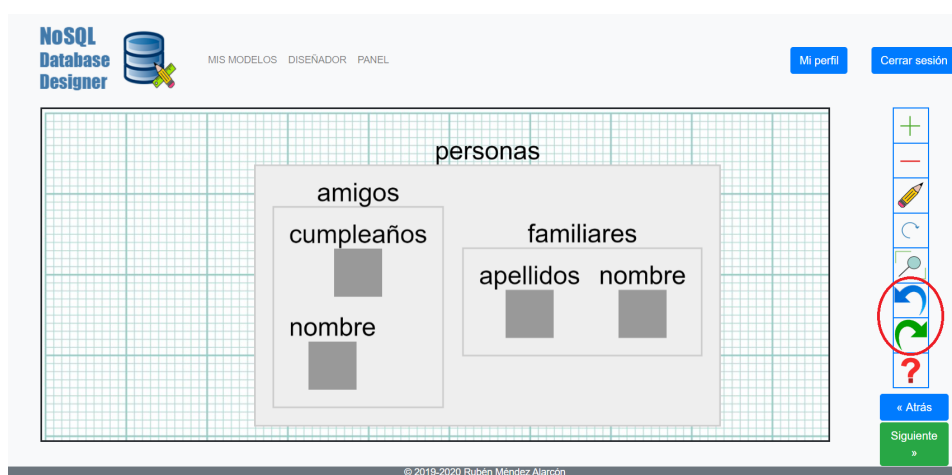 NoSQL
Database
Designer
MIS MODELOS DISEÑADOR PANEL
Mi perfil
Cerrar sesión
personas
amigos
cumpleaños
familiares
apellidos nombre
nombre
?
« Atrás
Siguiente
»
© 2019-2020 Rubén Méndez Alarcón